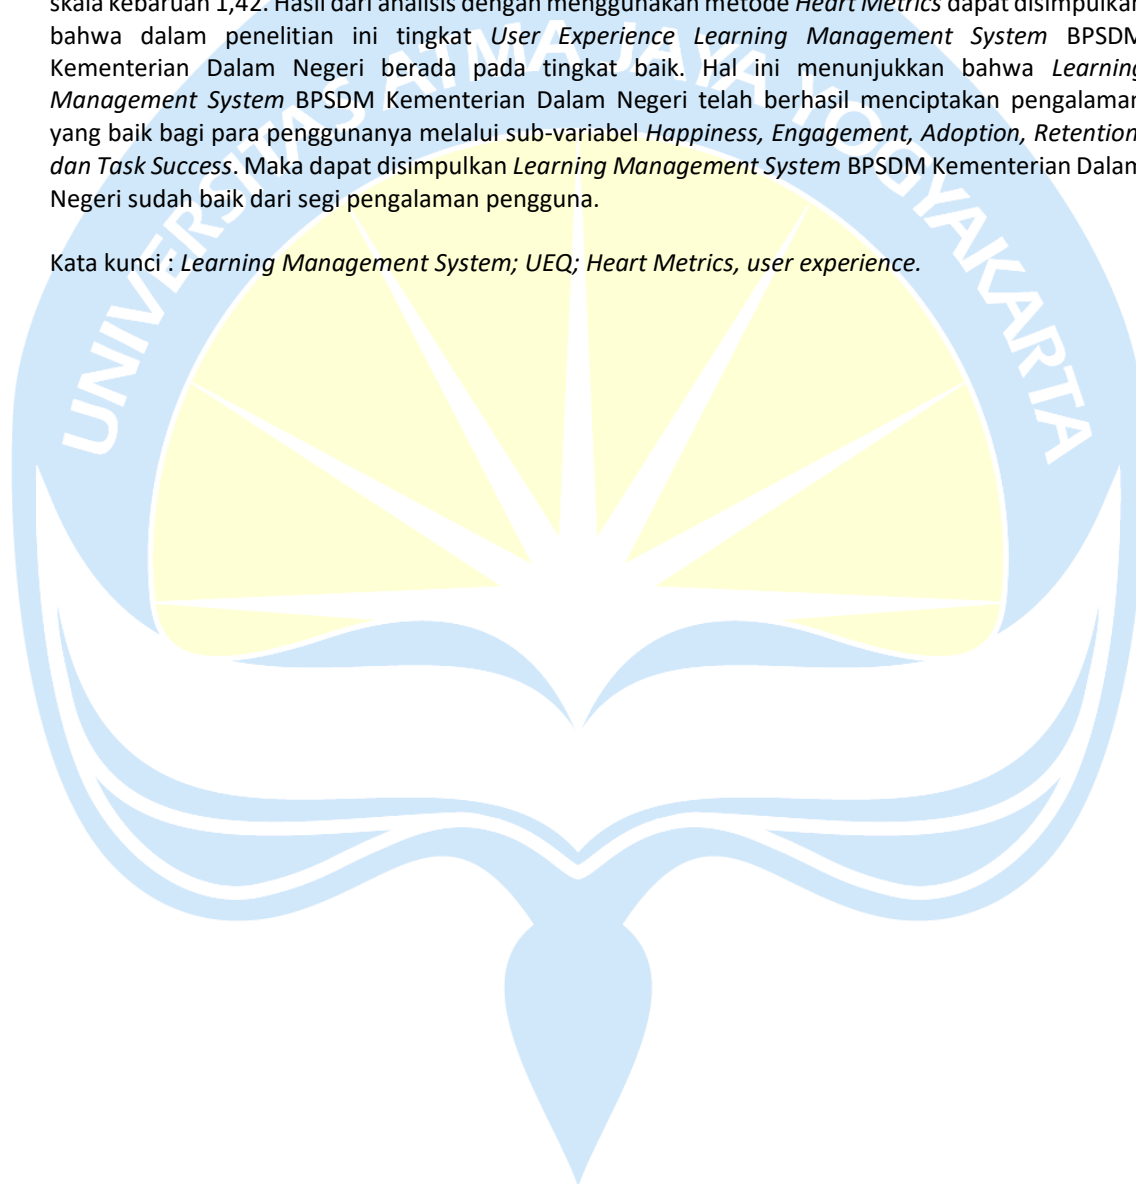 skala kebaruan 1,42. Hasil dari analisis dengan menggunakan metode Heart Metrics dapat disimpulkan
bahwa dalam penelitian ini tingkat User Experience Learning Management System BPSDM
Kementerian Dalam Negeri berada pada tingkat baik. Hal ini menunjukkan bahwa Learning
Management System BPSDM Kementerian Dalam Negeri telah berhasil menciptakan pengalaman
yang baik bagi para penggunanya melalui sub-variabel Happiness, Engagement, Adoption, Retention
dan Task Success. Maka dapat disimpulkan Learning Management System BPSDM Kementerian Dalam
Negeri sudah baik dari segi pengalaman pengguna.
Kata kunci : Learning Management System; UEQ; Heart Metrics, user experience.
UNIVERSITAS ATMA JAYA YOGYAKARTA